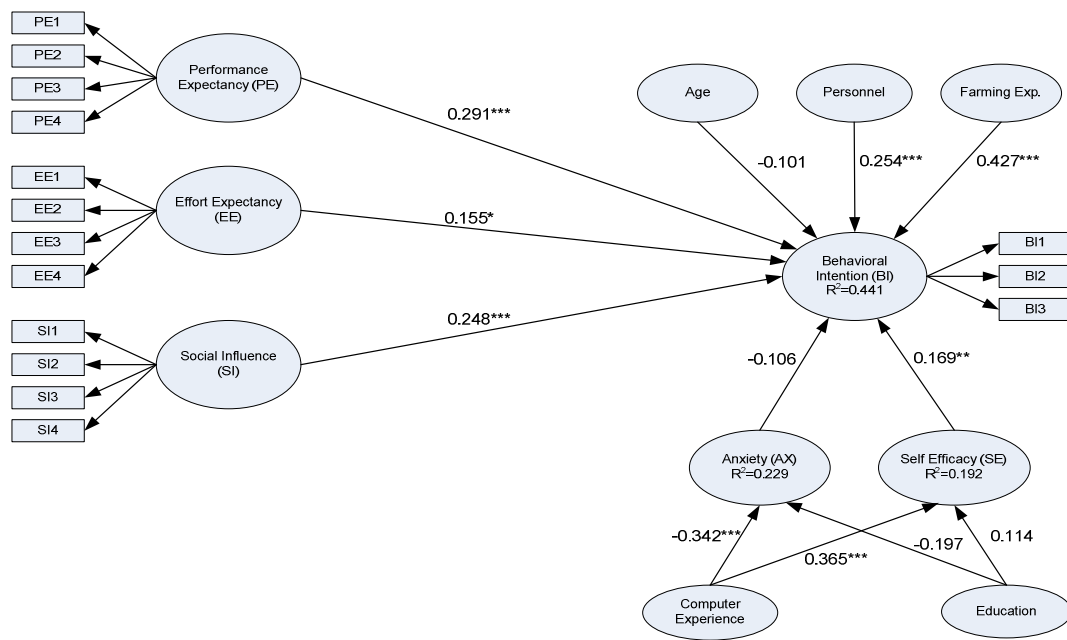 PE1
PE2
PE3
PE4
Performance
Expectancy (PE)
0.291***
Age
Personnel
Farming Exp.
-0.101
0.254***
0.427***
EE1
EE2
EE3
EE4
Effort Expectancy
(EE)
0.155*
Behavioral
Intention (BI)
R²=0.441
BI1
BI2
BI3
SI1
SI2
SI3
SI4
Social Influence
(SI)
0.248***
-0.106
0.169**
Anxiety (AX)
R²=0.229
Self Efficacy (SE)
R²=0.192
-0.342***
0.365***
-0.197
0.114
Computer
Experience
Education